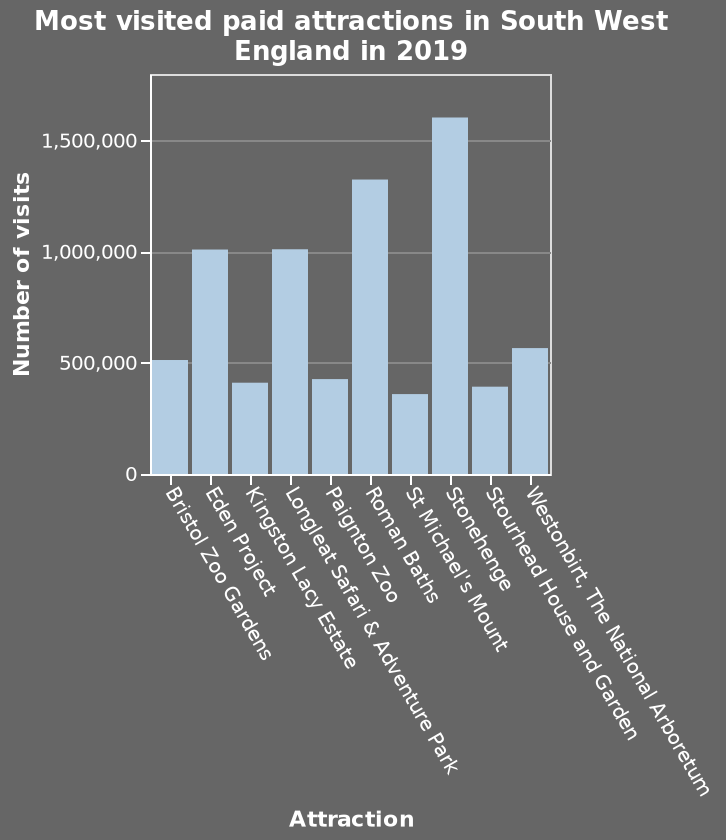 Most visited paid attractions in South West
England in 2019
Number of visits
1,500,000
1,000,000
500,000
0
Bristol Zoo Gardens
Eden Project
Kingston Lacy Estate
Longleat Safari & Adventure Park
Paignton Zoo
Roman Baths
St Michael's Mount
Stonehenge
Stourhead House and Garden
Westonbirt, The National Arboretum
Attraction